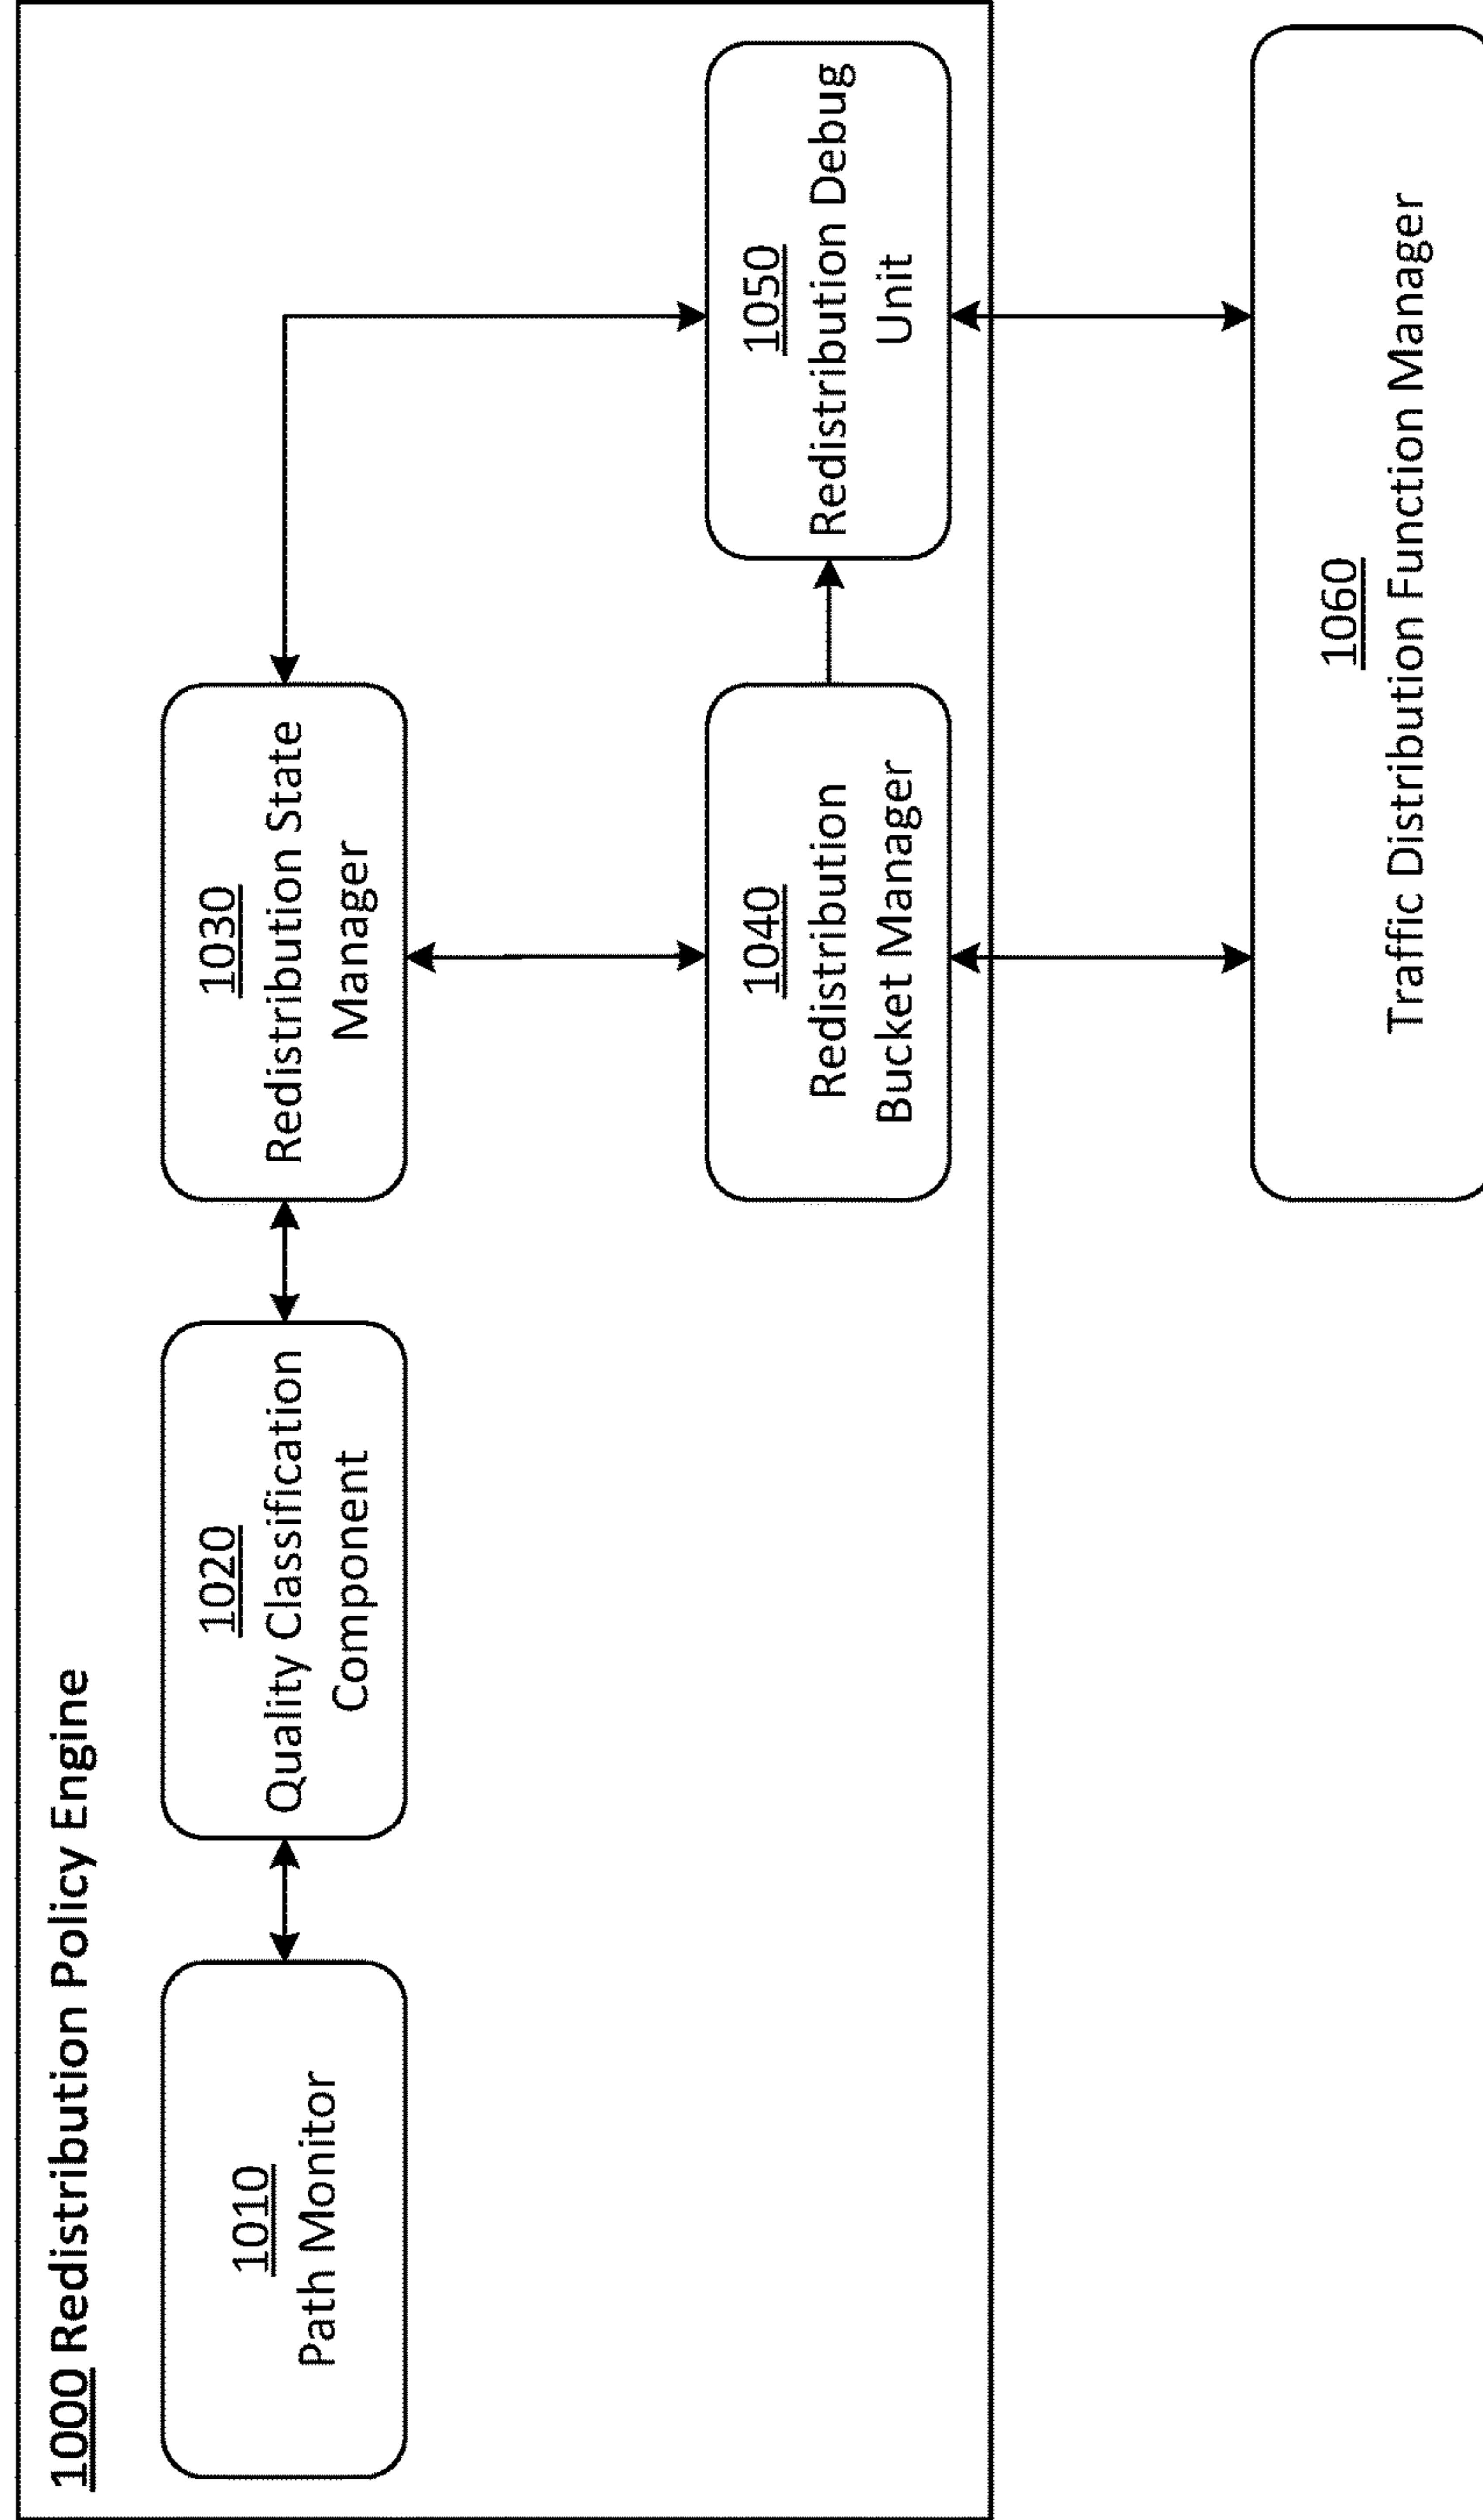 1000 Redistribution Policy Engine
1010
Path Monitor
1020
Quality Classification
Component
1030
Redistribution State
Manager
1040
Redistribution
Bucket Manager
1050
Redistribution Debug
Unit
1060
Traffic Distribution Function Manager